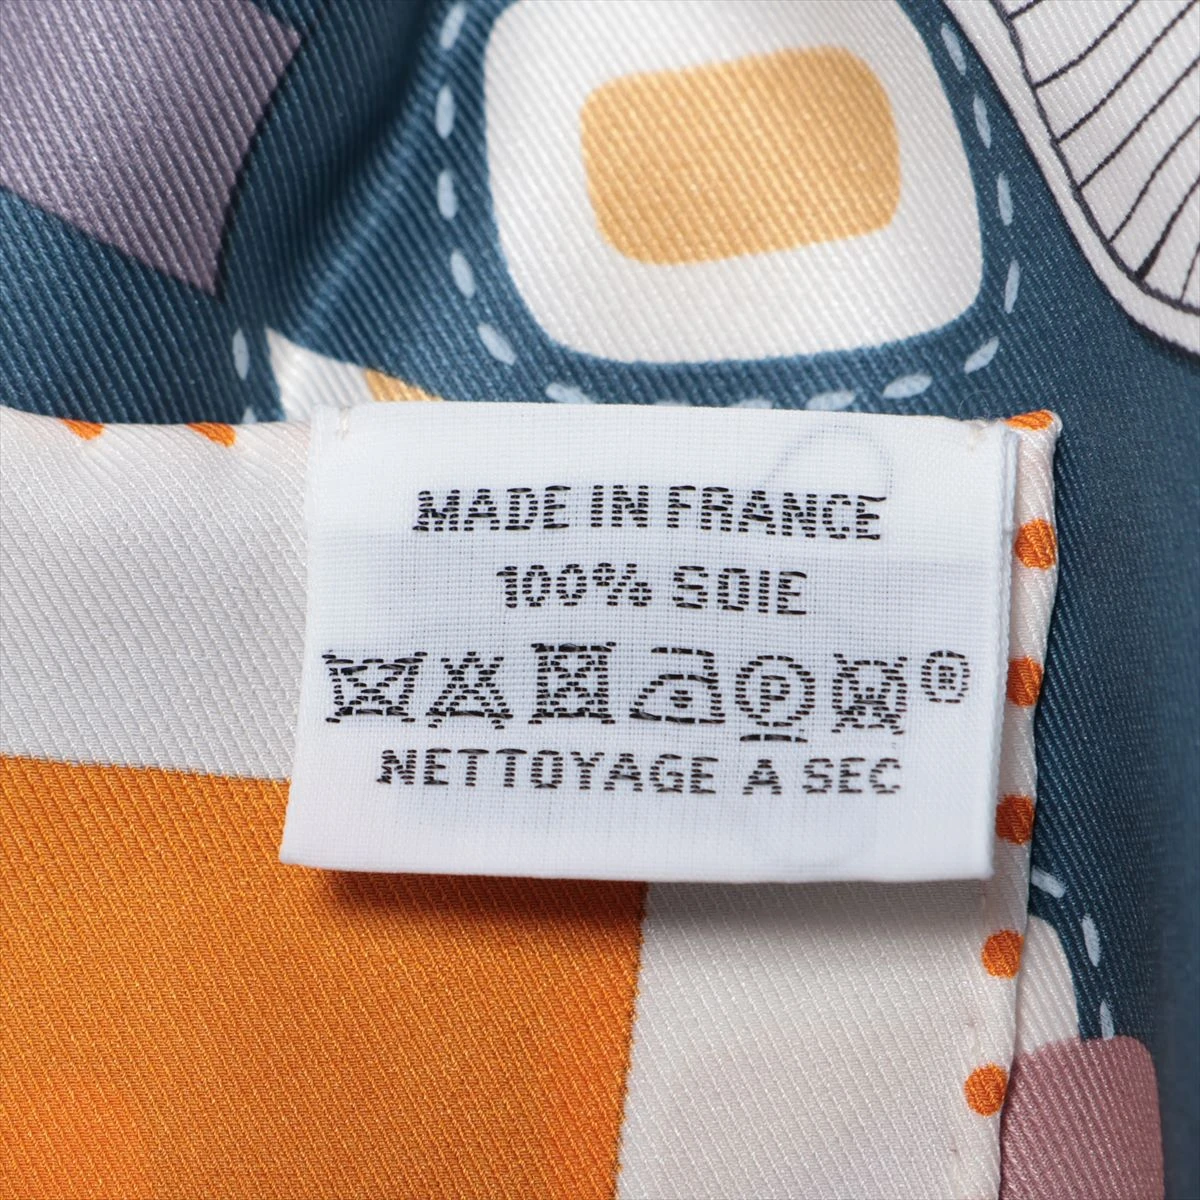 MADE IN FRANCE
100% SOIE
P ®
NETTOYAGE A SEC